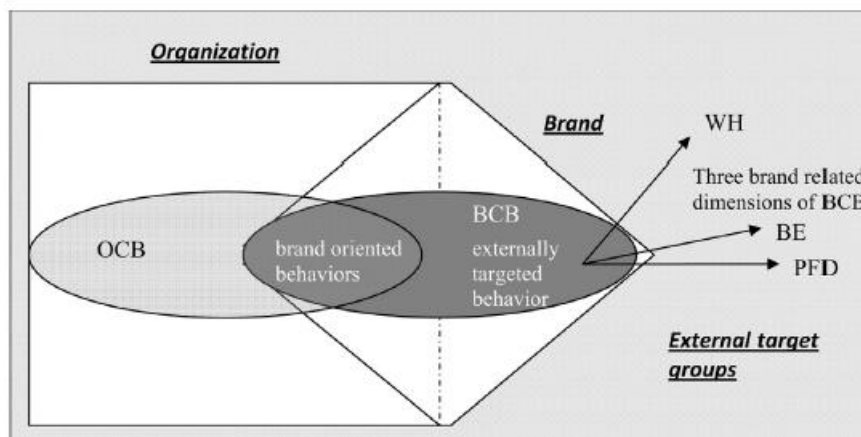 Organization
Brand
WH
Three brand related
dimensions of BCB
BCB
BE
OCB
brand oriented
behaviors
externally
targeted
behavior
PFD
External target
groups